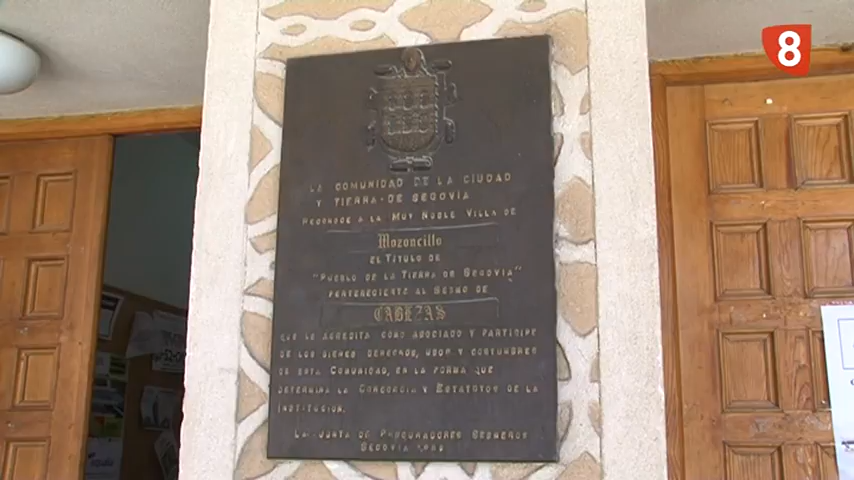 8
LA COMUNIDAD DE LA CIUDAD
Y TIERRA DE SEGOVIA
RECONOCE A LA MUY NOBLE VILLA DE
Mozoncillo
EL TITULO DE
"PUEBLO DE LA TIERRA DE SEGOVIA"
PERTENECIENTE AL SESMO DE
CABEZAS
QUE LE ACREDITA COMO ASOCIADO Y PARTICIPE
DE LOS BIENES DERECHOS, USOS Y COSTUMBRES
DE ESTA COMUNIDAD, EN LA FORMA QUE
DETERMINA LA CONCORDIA Y ESTATUTOS DE LA
INSTITUCION.
LA JUNTA DE PROCURADORES SESMEROS
SEGOVIA